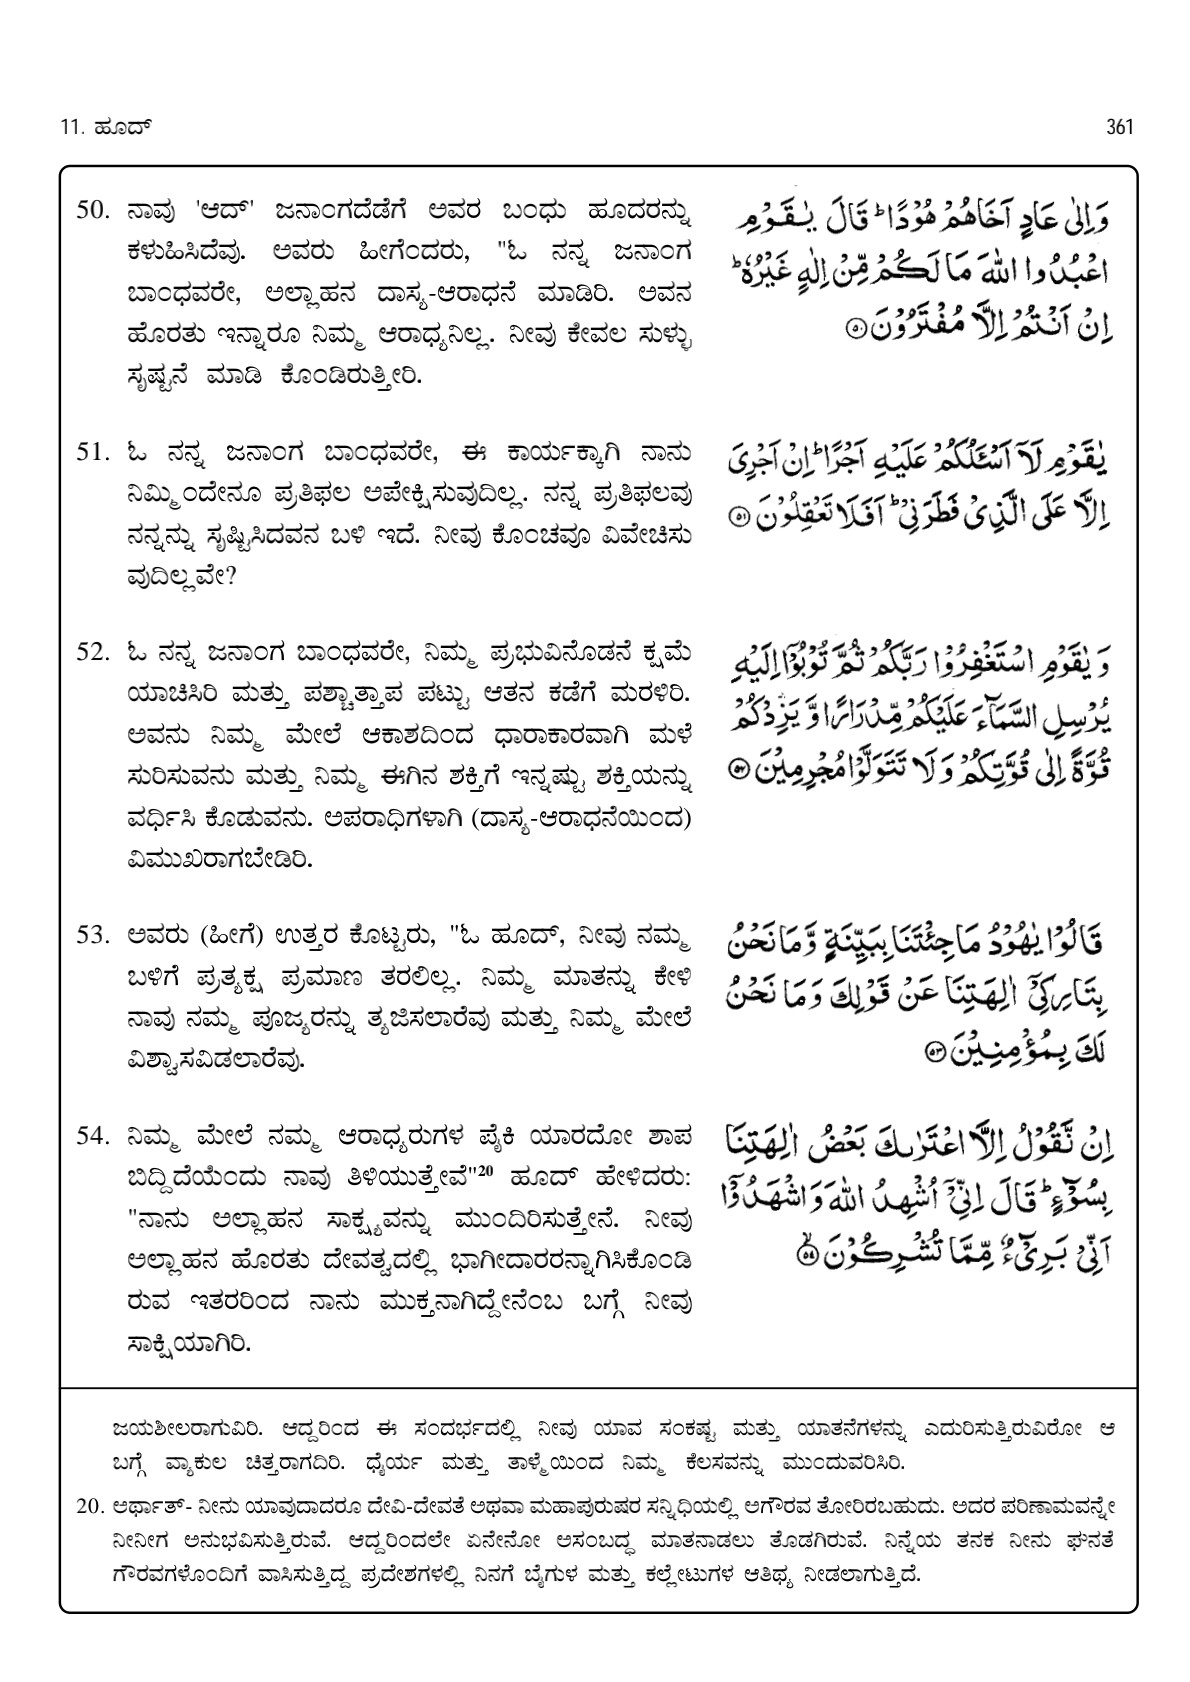 11. ಹೂದ್ 361
50. ನಾವು 'ಆದ್' ಜನಾಂಗದೆಡೆಗೆ ಅವರ ಬಂಧು ಹೂದರನ್ನು
ಕಳುಹಿಸಿದೆವು. ಅವರು ಹೀಗೆಂದರು, "ಓ ನನ್ನ ಜನಾಂಗ
ಬಾಂಧವರೇ, ಅಲ್ಲಾಹನ ದಾಸ್ಯ-ಆರಾಧನೆ ಮಾಡಿರಿ. ಅವನ
ಹೊರತು ಇನ್ನಾರೂ ನಿಮ್ಮ ಆರಾಧ್ಯನಿಲ್ಲ. ನೀವು ಕೇವಲ ಸುಳ್ಳು
ಸೃಷ್ಟನೆ ಮಾಡಿ ಕೊಂಡಿರುತ್ತೀರಿ.
وَاِلٰى عَادٍ اَخَاهُمْ هُوْدًا ؕ قَالَ يٰقَوْمِ
اعْبُدُوا اللّٰهَ مَا لَكُمْ مِّنْ اِلٰهٍ غَيْرُهٗ ؕ
اِنْ اَنْتُمْ اِلَّا مُفْتَرُوْنَ ۝۵۰
51. ಓ ನನ್ನ ಜನಾಂಗ ಬಾಂಧವರೇ, ಈ ಕಾರ್ಯಕ್ಕಾಗಿ ನಾನು
ನಿಮ್ಮಿಂದೇನೂ ಪ್ರತಿಫಲ ಅಪೇಕ್ಷಿಸುವುದಿಲ್ಲ. ನನ್ನ ಪ್ರತಿಫಲವು
ನನ್ನನ್ನು ಸೃಷ್ಟಿಸಿದವನ ಬಳಿ ಇದೆ. ನೀವು ಕೊಂಚವೂ ವಿವೇಚಿಸು
ವುದಿಲ್ಲವೇ?
يٰقَوْمِ لَاۤ اَسْـَٔلُكُمْ عَلَيْهِ اَجْرًا ؕ اِنْ اَجْرِيَ
اِلَّا عَلَى الَّذِيْ فَطَرَنِيْ ؕ اَفَلَا تَعْقِلُوْنَ ۝۵۱
52. ಓ ನನ್ನ ಜನಾಂಗ ಬಾಂಧವರೇ, ನಿಮ್ಮ ಪ್ರಭುವಿನೊಡನೆ ಕ್ಷಮೆ
ಯಾಚಿಸಿರಿ ಮತ್ತು ಪಶ್ಚಾತ್ತಾಪ ಪಟ್ಟು ಆತನ ಕಡೆಗೆ ಮರಳಿರಿ.
ಅವನು ನಿಮ್ಮ ಮೇಲೆ ಆಕಾಶದಿಂದ ಧಾರಾಕಾರವಾಗಿ ಮಳೆ
ಸುರಿಸುವನು ಮತ್ತು ನಿಮ್ಮ ಈಗಿನ ಶಕ್ತಿಗೆ ಇನ್ನಷ್ಟು ಶಕ್ತಿಯನ್ನು
ವರ್ಧಿಸಿ ಕೊಡುವನು. ಅಪರಾಧಿಗಳಾಗಿ (ದಾಸ್ಯ-ಆರಾಧನೆಯಿಂದ)
ವಿಮುಖರಾಗಬೇಡಿರಿ.
وَ يٰقَوْمِ اسْتَغْفِرُوْا رَبَّكُمْ ثُمَّ تُوْبُوْۤا اِلَيْهِ
يُرْسِلِ السَّمَآءَ عَلَيْكُمْ مِّدْرَارًا وَّ يَزِدْكُمْ
قُوَّةً اِلٰى قُوَّتِكُمْ وَ لَا تَتَوَلَّوْا مُجْرِمِيْنَ ۝۵۲
53. ಅವರು (ಹೀಗೆ) ಉತ್ತರ ಕೊಟ್ಟರು, "ಓ ಹೂದ್, ನೀವು ನಮ್ಮ
ಬಳಿಗೆ ಪ್ರತ್ಯಕ್ಷ ಪ್ರಮಾಣ ತರಲಿಲ್ಲ. ನಿಮ್ಮ ಮಾತನ್ನು ಕೇಳಿ
ನಾವು ನಮ್ಮ ಪೂಜ್ಯರನ್ನು ತ್ಯಜಿಸಲಾರೆವು ಮತ್ತು ನಿಮ್ಮ ಮೇಲೆ
ವಿಶ್ವಾಸವಿಡಲಾರೆವು.
قَالُوْا يٰهُوْدُ مَا جِئْتَنَا بِبَيِّنَةٍ وَّ مَا نَحْنُ
بِتَارِكِيْۤ اٰلِهَتِنَا عَنْ قَوْلِكَ وَ مَا نَحْنُ
لَكَ بِمُؤْمِنِيْنَ ۝۵۳
54. ನಿಮ್ಮ ಮೇಲೆ ನಮ್ಮ ಆರಾಧ್ಯರುಗಳ ಪೈಕಿ ಯಾರದೋ ಶಾಪ
ಬಿದ್ದಿದೆಯೆಂದು ನಾವು ತಿಳಿಯುತ್ತೇವೆ"20 ಹೂದ್ ಹೇಳಿದರು:
"ನಾನು ಅಲ್ಲಾಹನ ಸಾಕ್ಷ್ಯವನ್ನು ಮುಂದಿರಿಸುತ್ತೇನೆ. ನೀವು
ಅಲ್ಲಾಹನ ಹೊರತು ದೇವತ್ವದಲ್ಲಿ ಭಾಗೀದಾರರನ್ನಾಗಿಸಿಕೊಂಡಿ
ರುವ ಇತರರಿಂದ ನಾನು ಮುಕ್ತನಾಗಿದ್ದೇನೆಂಬ ಬಗ್ಗೆ ನೀವು
ಸಾಕ್ಷಿಯಾಗಿರಿ.
اِنْ نَّقُوْلُ اِلَّا اعْتَرٰىكَ بَعْضُ اٰلِهَتِنَا
بِسُوْٓءٍ ؕ قَالَ اِنِّيْۤ اُشْهِدُ اللّٰهَ وَ اشْهَدُوْۤا
اَنِّيْ بَرِيْٓءٌ مِّمَّا تُشْرِكُوْنَ ۝۵۴
ಜಯಶೀಲರಾಗುವಿರಿ. ಆದ್ದರಿಂದ ಈ ಸಂದರ್ಭದಲ್ಲಿ ನೀವು ಯಾವ ಸಂಕಷ್ಟ ಮತ್ತು ಯಾತನೆಗಳನ್ನು ಎದುರಿಸುತ್ತಿರುವಿರೋ ಆ
ಬಗ್ಗೆ ವ್ಯಾಕುಲ ಚಿತ್ತರಾಗದಿರಿ. ಧೈರ್ಯ ಮತ್ತು ತಾಳ್ಮೆಯಿಂದ ನಿಮ್ಮ ಕೆಲಸವನ್ನು ಮುಂದುವರಿಸಿರಿ.
20. ಅರ್ಥಾತ್- ನೀನು ಯಾವುದಾದರೂ ದೇವಿ-ದೇವತೆ ಅಥವಾ ಮಹಾಪುರುಷರ ಸನ್ನಿಧಿಯಲ್ಲಿ ಅಗೌರವ ತೋರಿರಬಹುದು. ಅದರ ಪರಿಣಾಮವನ್ನೇ
ನೀನೀಗ ಅನುಭವಿಸುತ್ತಿರುವೆ. ಆದ್ದರಿಂದಲೇ ಏನೇನೋ ಅಸಂಬದ್ಧ ಮಾತನಾಡಲು ತೊಡಗಿರುವೆ. ನಿನ್ನೆಯ ತನಕ ನೀನು ಘನತೆ
ಗೌರವಗಳೊಂದಿಗೆ ವಾಸಿಸುತ್ತಿದ್ದ ಪ್ರದೇಶಗಳಲ್ಲಿ ನಿನಗೆ ಬೈಗುಳ ಮತ್ತು ಕಲ್ಲೇಟುಗಳ ಆತಿಥ್ಯ ನೀಡಲಾಗುತ್ತಿದೆ.